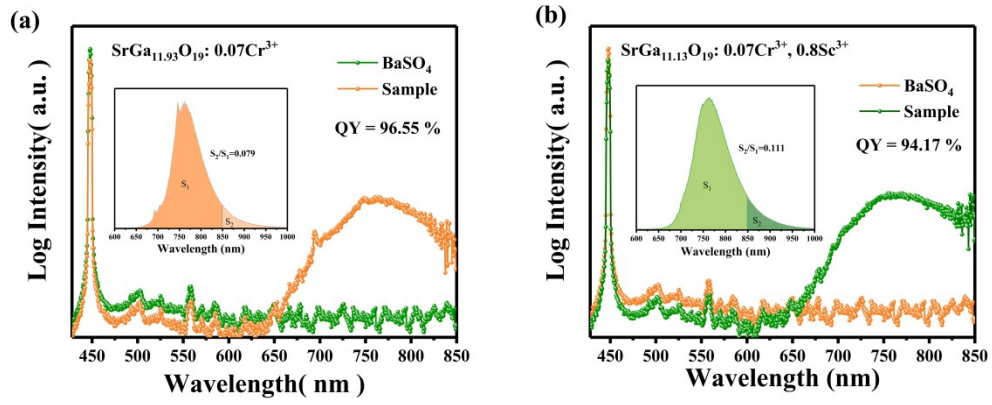 (a)
SrGa₁₁.₉₃O₁₉: 0.07Cr³⁺
BaSO₄
Sample
QY = 96.55 %
S₂/S₁=0.079
S₁
S₂
600 650 700 750 800 850 900 1000
Wavelength (nm)
Log Intensity( a.u. )
450 500 550 600 650 700 750 800 850
Wavelength( nm )
(b)
SrGa₁₁.₁₃O₁₉: 0.07Cr³⁺, 0.8Sc³⁺
BaSO₄
Sample
QY = 94.17 %
S₂/S₁=0.111
S₁
S₂
600 650 700 750 800 850 900 1000
Wavelength (nm)
Log Intensity( a.u. )
450 500 550 600 650 700 750 800 850
Wavelength (nm)